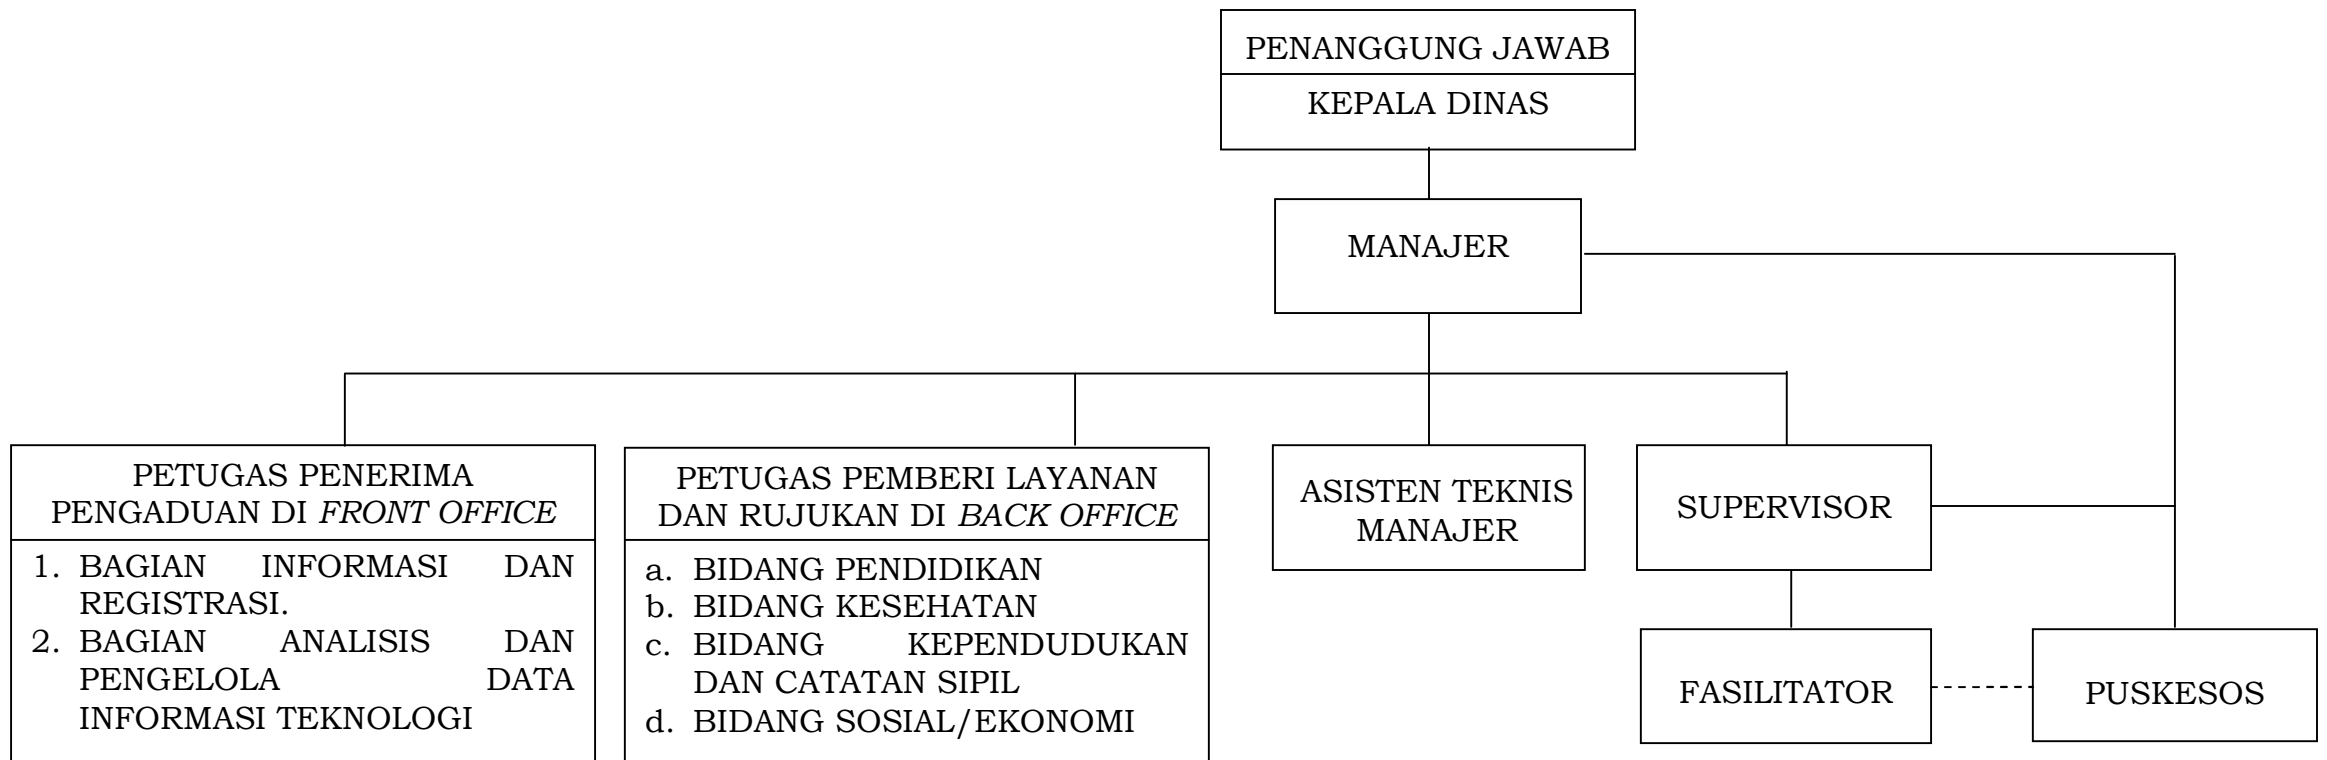 PENANGGUNG JAWAB
KEPALA DINAS
MANAJER
PETUGAS PENERIMA
PENGADUAN DI FRONT OFFICE
1. BAGIAN INFORMASI DAN
REGISTRASI.
2. BAGIAN ANALISIS DAN
PENGELOLA DATA
INFORMASI TEKNOLOGI
PETUGAS PEMBERI LAYANAN
DAN RUJUKAN DI BACK OFFICE
a. BIDANG PENDIDIKAN
b. BIDANG KESEHATAN
c. BIDANG KEPENDUDUKAN
DAN CATATAN SIPIL
d. BIDANG SOSIAL/EKONOMI
ASISTEN TEKNIS
MANAJER
SUPERVISOR
FASILITATOR
PUSKESOS